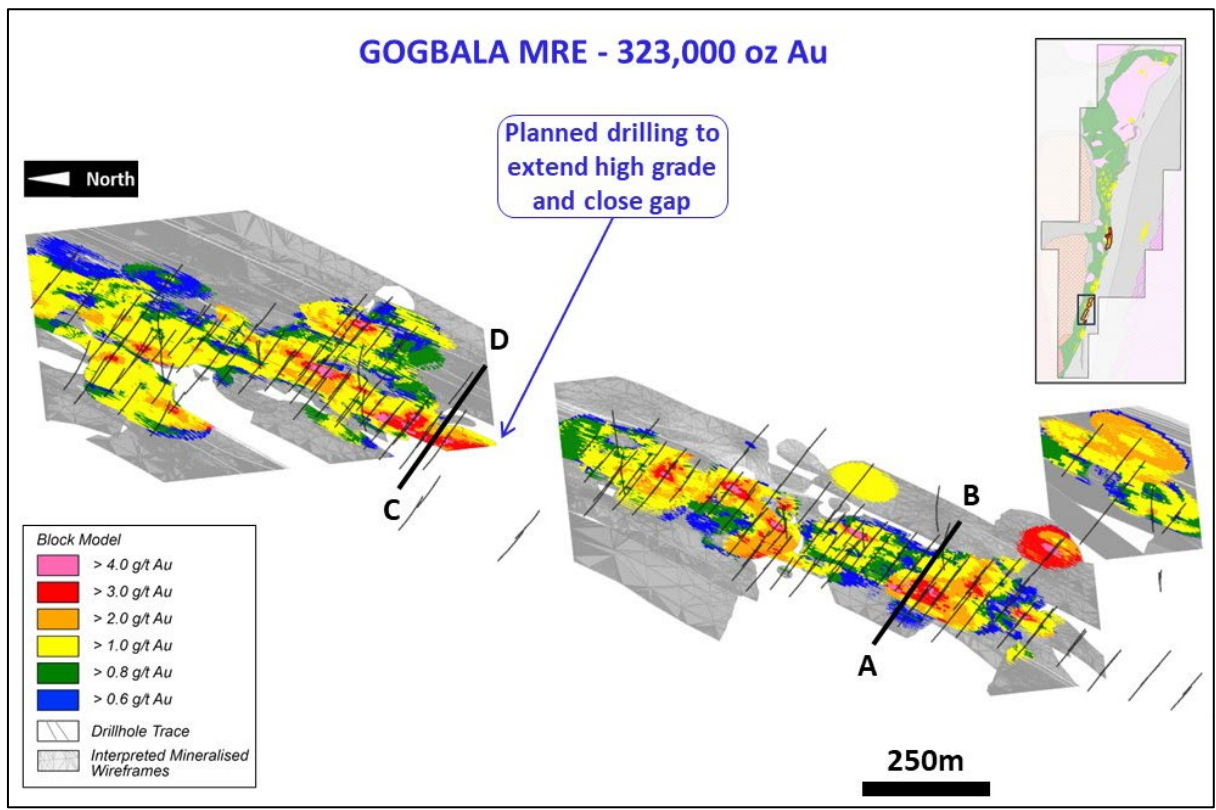 GOGBALA MRE - 323,000 oz Au
Planned drilling to
extend high grade
and close gap
North
D
C
B
A
Block Model
> 4.0 g/t Au
> 3.0 g/t Au
> 2.0 g/t Au
> 1.0 g/t Au
> 0.8 g/t Au
> 0.6 g/t Au
Drillhole Trace
Interpreted Mineralised
Wireframes
250m